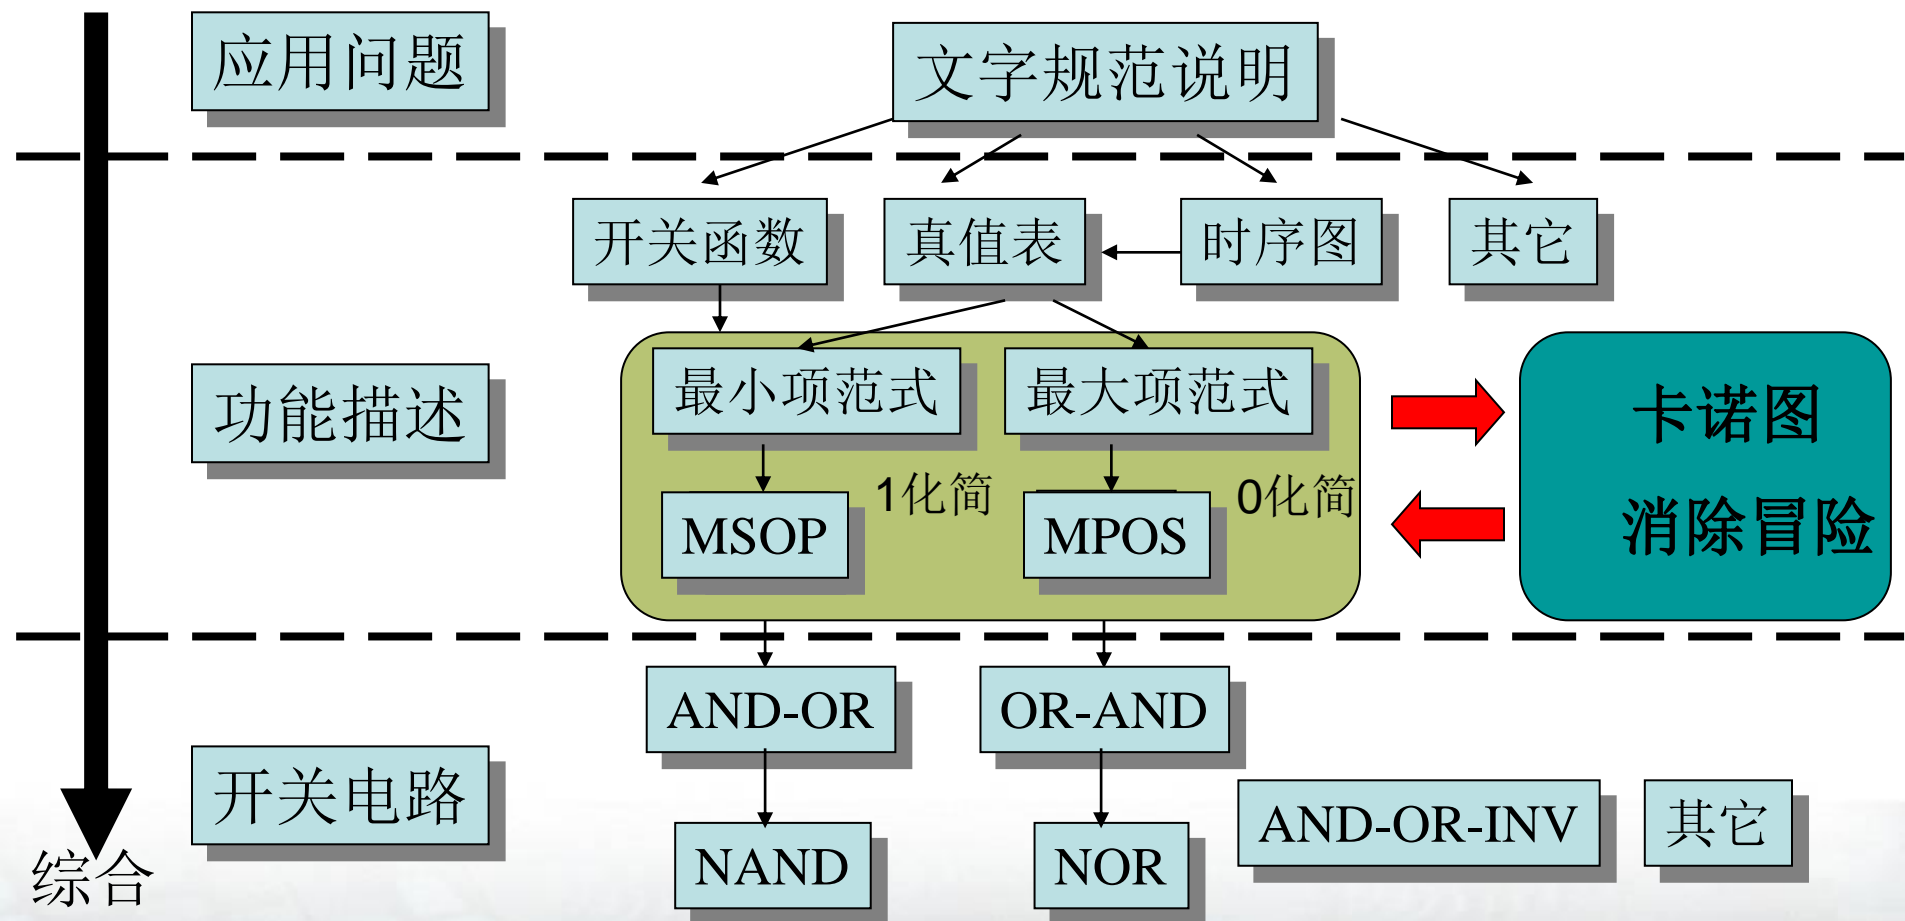 应用问题
文字规范说明
开关函数
真值表
时序图
其它
功能描述
最小项范式
最大项范式
1化简
0化简
MSOP
MPOS
卡诺图
消除冒险
AND-OR
OR-AND
开关电路
AND-OR-INV
其它
NAND
NOR
综合